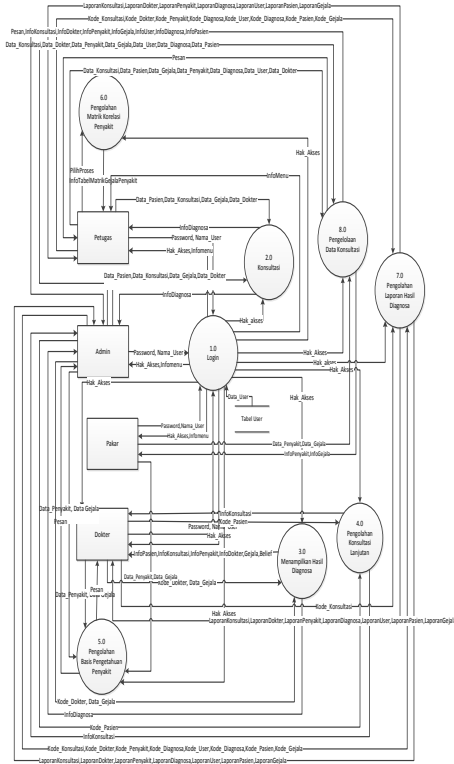 LaporanKonsultasi,LaporanDokter,LaporanPenyakit,LaporanDiagnosa,LaporanUser,LaporanPasien,LaporanGejala
Kode_Konsultasi,Kode_Dokter,Kode_Penyakit,Kode_Diagnosa,Kode_User,Kode_Diagnosa,Kode_Pasien,Kode_Gejala
Pesan,InfoKonsultasi,InfoDokter,InfoPenyakit,InfoGejala,InfoUser,InfoDiagnosa,InfoPasien
Data_Konsultasi,Data_Dokter,Data_Penyakit,Data_Gejala,Data_User,Data_Diagnosa,Data_Pasien
Pesan
Data_Konsultasi,Data_Pasien,Data_Gejala,Data_Penyakit,Data_Diagnosa,Data_User,Data_Dokter
6.0
Pengolahan
Matrik Korelasi
Penyakit
Hak_Akses
PilihProses
InfoMenu
InfoTabelMatrikGejalaPenyakit
Data_Pasien,Data_Konsultasi,Data_Gejala,Data_Dokter
Petugas
InfoDiagnosa
Password, Nama_User
Hak_Akses,Infomenu
2.0
Konsultasi
8.0
Pengelolaan
Data Konsultasi
7.0
Pengolahan
Laporan Hasil
Diagnosa
Data_Pasien,Data_Konsultasi,Data_Gejala,Data_Dokter
InfoDiagnosa
Hak_akses
Admin
Password, Nama_User
Hak_Akses,Infomenu
1.0
Login
Hak_Akses
Hak_akses
Hak_Akses
Hak_Akses
Data_User
Hak_Akses
Tabel User
Pakar
Password,Nama_User
Hak_Akses,Infomenu
Data_Penyakit,Data_Gejala
InfoPenyakit,InfoGejala
Data_Penyakit, Data Gejala
Pesan
Dokter
InfoKonsultasi
Kode_Pasien
Password,
Hak_Akses
InfoPasien,InfoKonsultasi,InfoPenyakit,InfoDokter,Gejala,Belief
4.0
Pengolahan
Konsultasi
Lanjutan
3.0
Menampilkan Hasil
Diagnosa
Data_Penyakit,Data_Gejala
Kode_Dokter, Data_Gejala
Pesan
Data_Penyakit, Data_Gejala
Kode_Konsultasi
Hak Akses
LaporanKonsultasi,LaporanDokter,LaporanPenyakit,LaporanDiagnosa,LaporanUser,LaporanPasien,LaporanGejal
5.0
Pengolahan
Basis Pengetahuan
Penyakit
Kode_Dokter, Data_Gejala
InfoDiagnosa
Kode_Pasien
InfoKonsultasi
Kode_Konsultasi,Kode_Dokter,Kode_Penyakit,Kode_Diagnosa,Kode_User,Kode_Diagnosa,Kode_Pasien,Kode_Gejala
LaporanKonsultasi,LaporanDokter,LaporanPenyakit,LaporanDiagnosa,LaporanUser,LaporanPasien,LaporanGejala